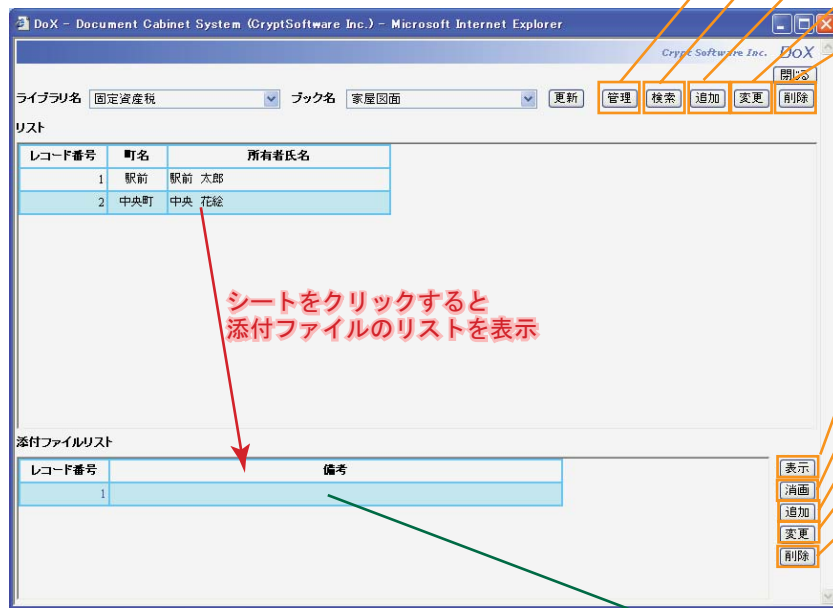 DoX - Document Cabinet System (CryptSoftware Inc.) - Microsoft Internet Explorer
Crypt Software Inc. DoX
閉じる
ライブラリ名 固定資産税 ブック名 家屋図面 更新 管理 検索 追加 変更 削除
リスト
レコード番号 町名 所有者氏名
1 駅前 駅前 太郎
2 中央町 中央 花絵
シートをクリックすると
添付ファイルのリストを表示
添付ファイルリスト
レコード番号 備考
1
表示
消画
追加
変更
削除